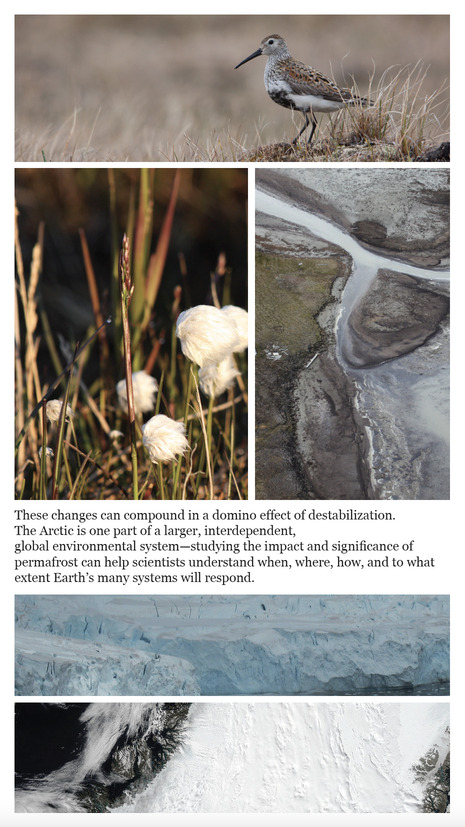 These changes can compound in a domino effect of destabilization.
The Arctic is one part of a larger, interdependent,
global environmental system—studying the impact and significance of
permafrost can help scientists understand when, where, how, and to what
extent Earth’s many systems will respond.